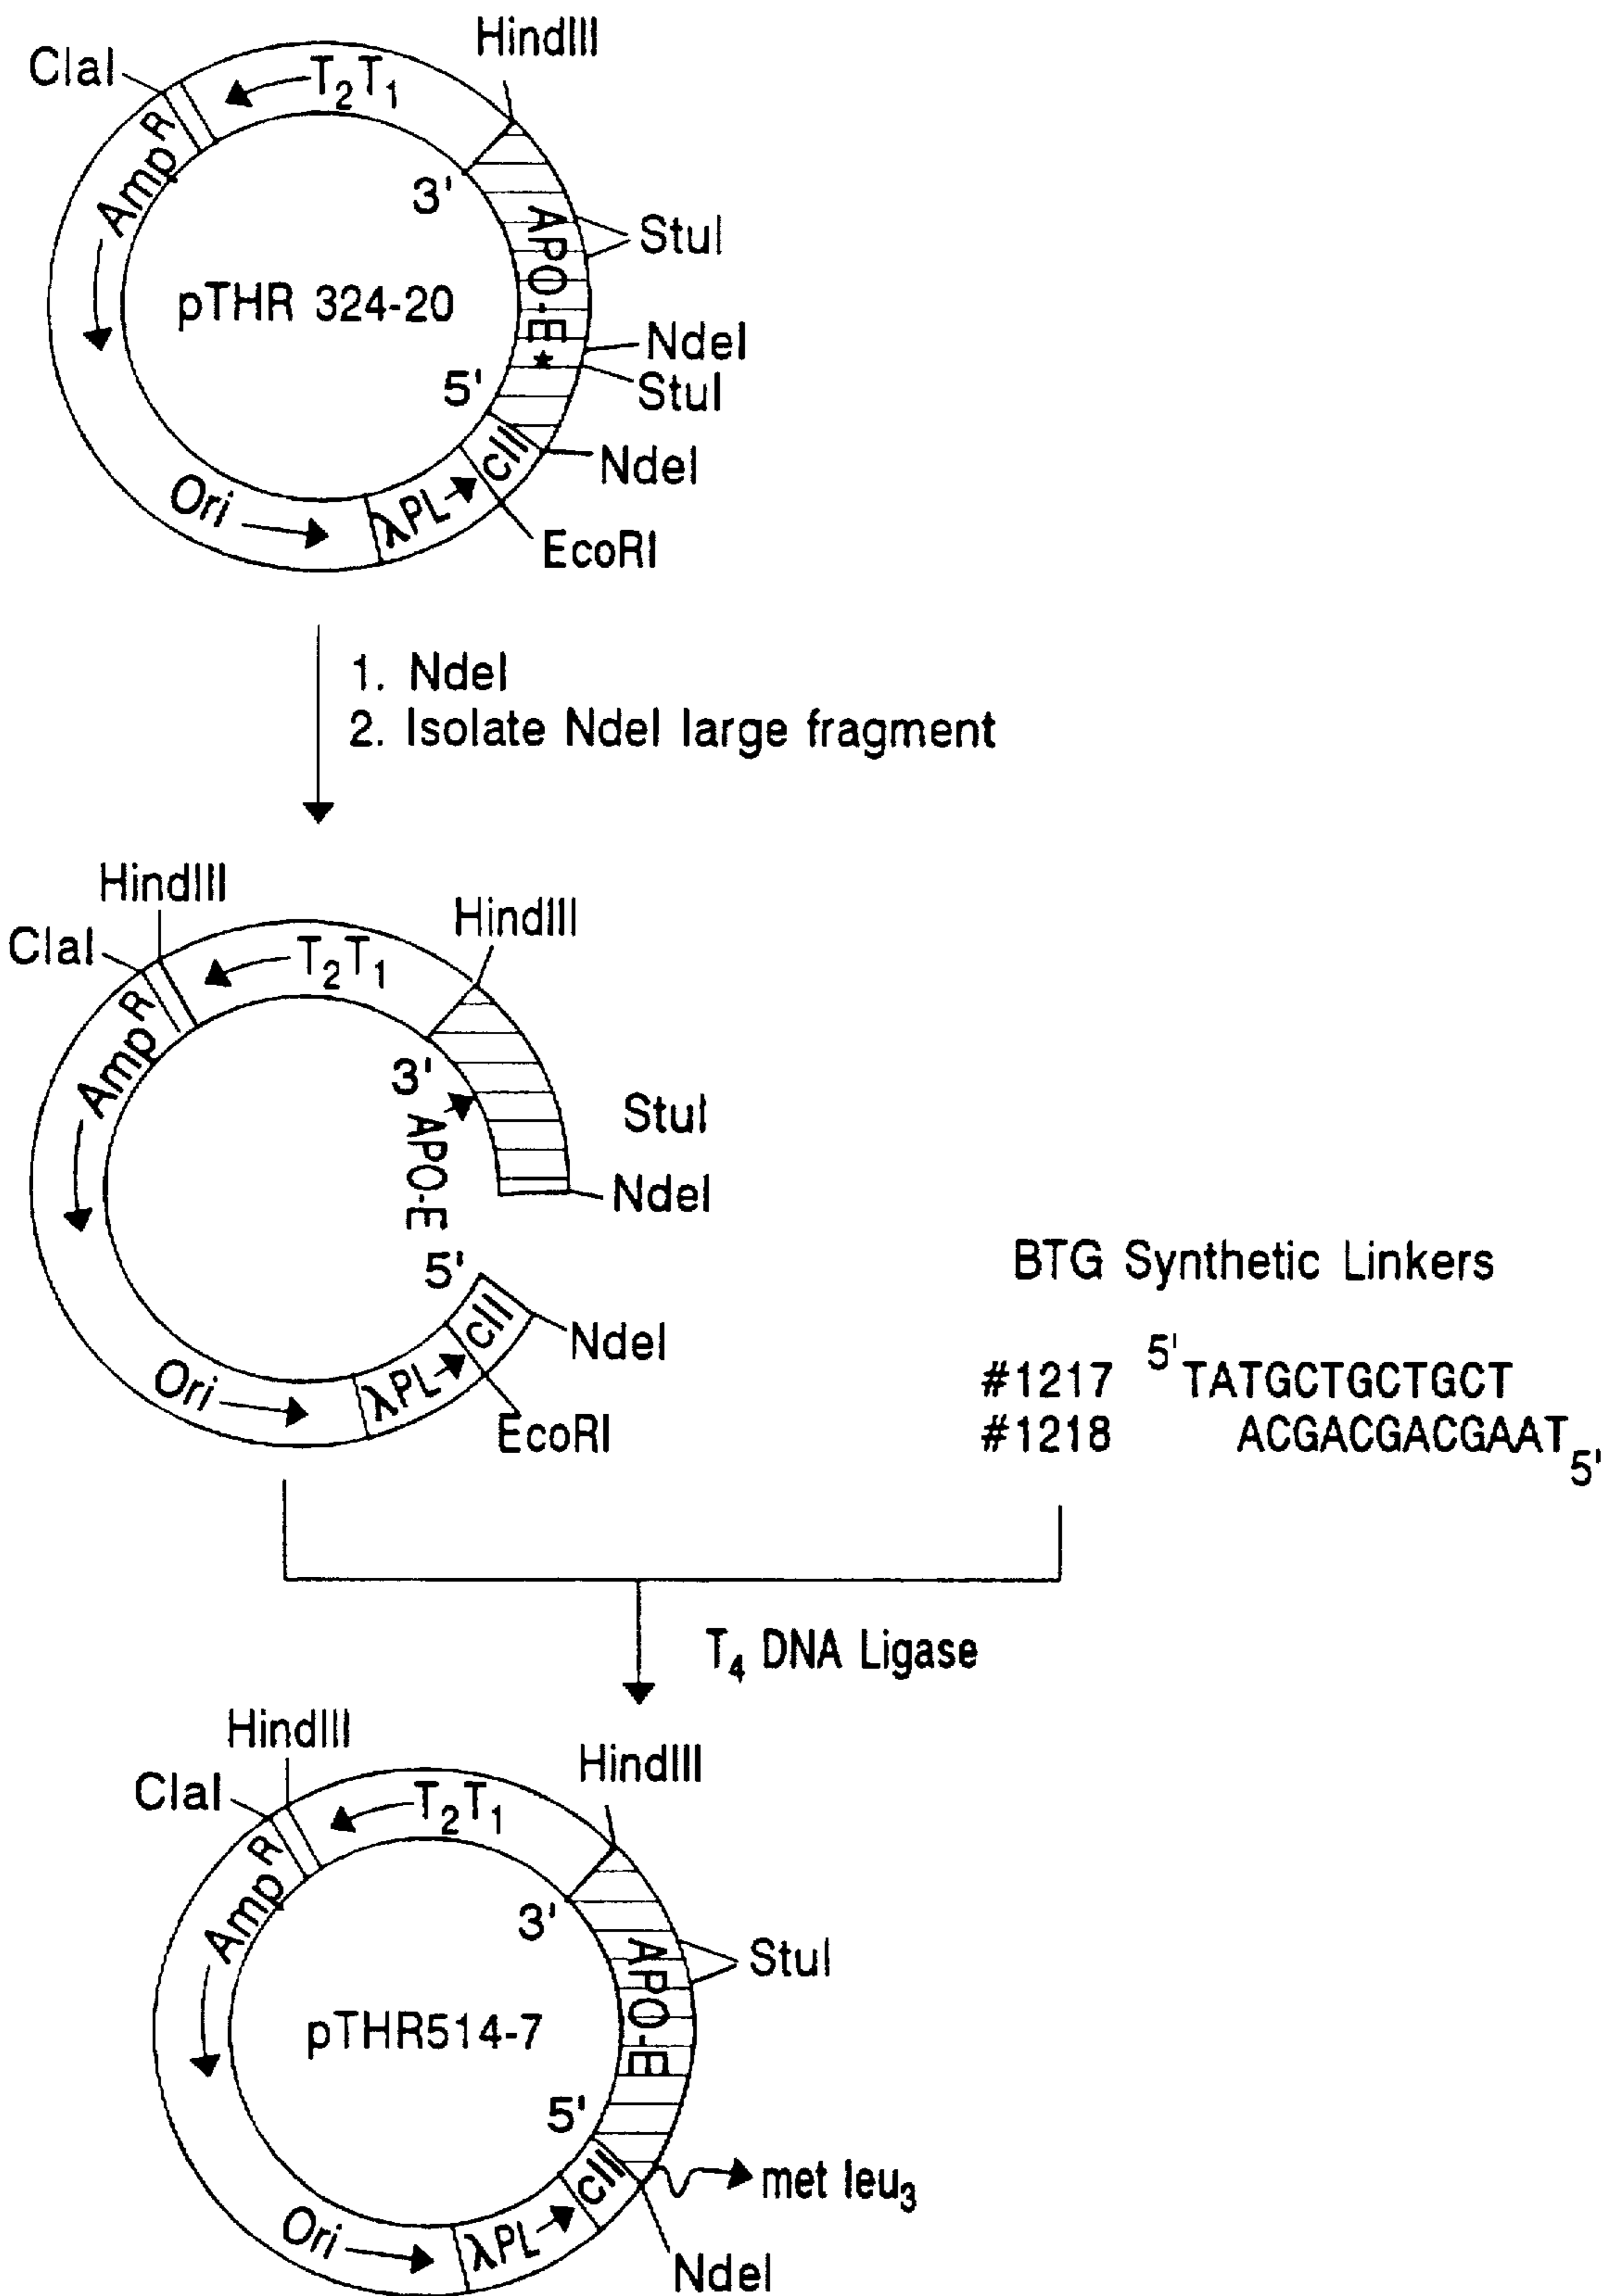 HindIII
ClaI
T2T1
AmpR
3'
APO-E★
StuI
pTHR 324-20
NdeI
5'
StuI
cII
NdeI
Ori
λPL
EcoRI
1. NdeI
2. Isolate NdeI large fragment
HindIII
HindIII
ClaI
T2T1
AmpR
3'
StuI
APO-E
NdeI
5'
cII
NdeI
Ori
λPL
EcoRI
BTG Synthetic Linkers
#1217 5'TATGCTGCTGCT
#1218 ACGACGACGAAT5'
T4 DNA Ligase
HindIII
HindIII
ClaI
T2T1
AmpR
3'
StuI
APO-E
pTHR514-7
5'
cII
met leu3
Ori
λPL
NdeI